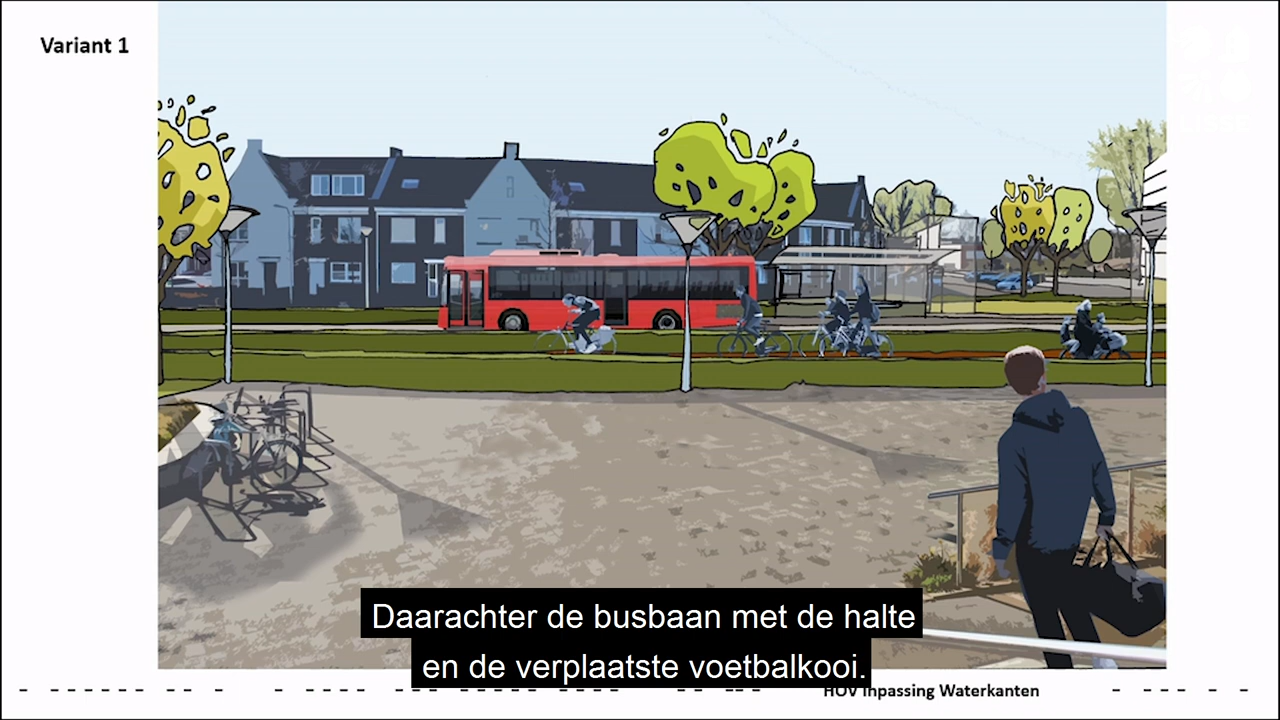 Variant 1
Daarachter de busbaan met de halte
en de verplaatste voetbalkooi.
HOV Inpassing Waterkanten